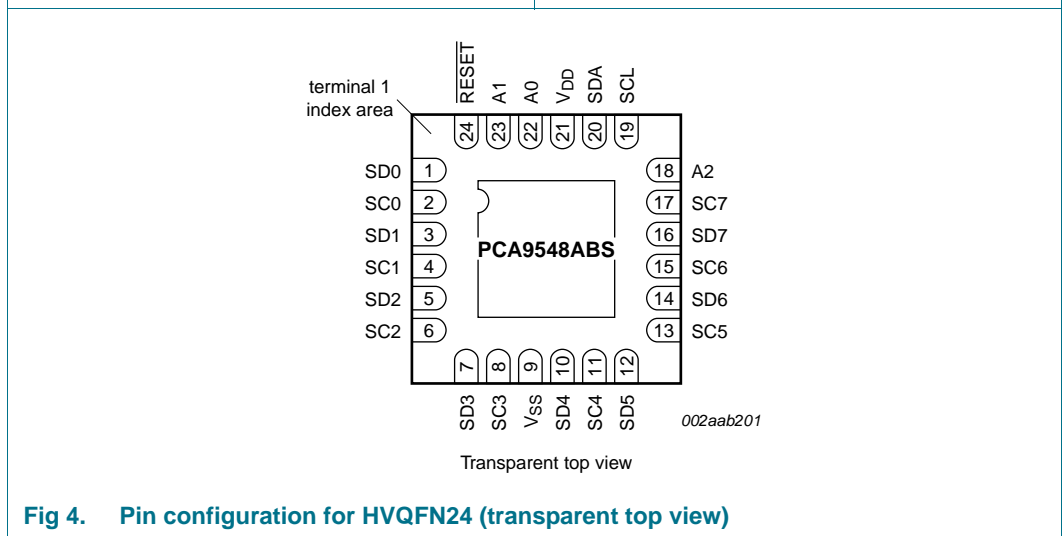 terminal 1
index area
RESET
A1
A0
VDD
SDA
SCL
24
23
22
21
20
19
SD0 1
SC0 2
SD1 3
SC1 4
SD2 5
SC2 6
18 A2
17 SC7
16 SD7
15 SC6
14 SD6
13 SC5
PCA9548ABS
7
8
9
10
11
12
SD3
SC3
VSS
SD4
SC4
SD5
002aab201
Transparent top view
Fig 4. Pin configuration for HVQFN24 (transparent top view)